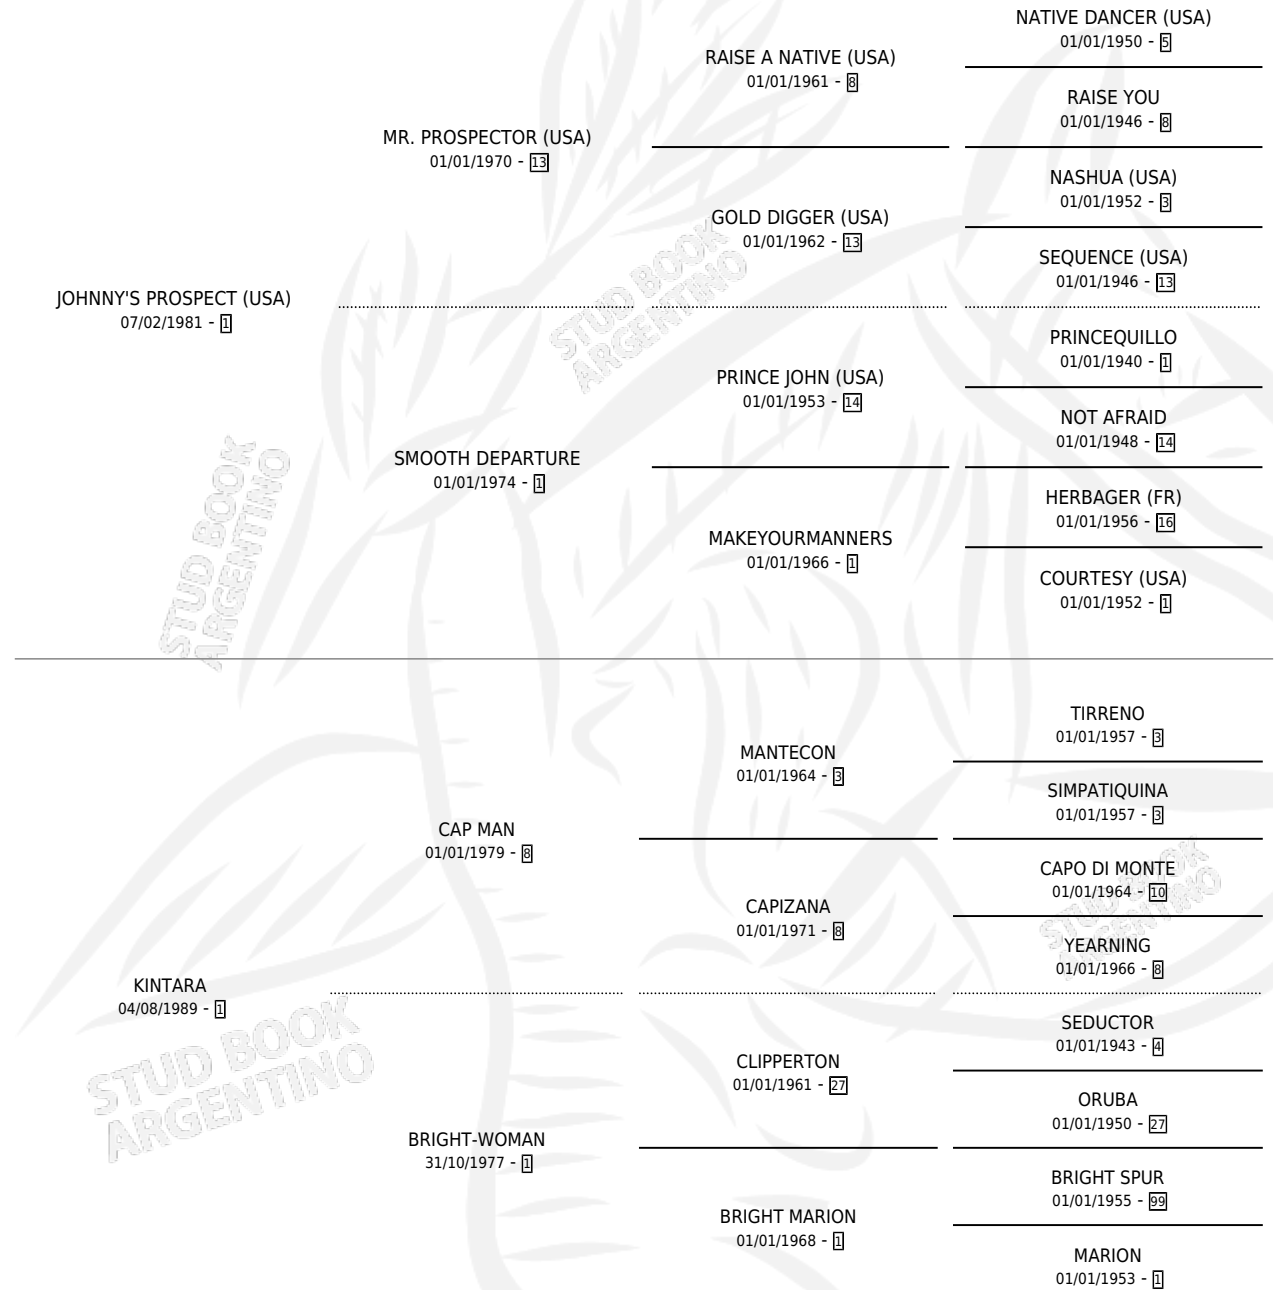 NATIVE DANCER (USA)
01/01/1950 - 5
RAISE A NATIVE (USA)
01/01/1961 - 8
RAISE YOU
01/01/1946 - 8
MR. PROSPECTOR (USA)
01/01/1970 - 13
NASHUA (USA)
01/01/1952 - 3
GOLD DIGGER (USA)
01/01/1962 - 13
SEQUENCE (USA)
01/01/1946 - 13
JOHNNY'S PROSPECT (USA)
07/02/1981 - 1
PRINCEQUILLO
01/01/1940 - 1
PRINCE JOHN (USA)
01/01/1953 - 14
NOT AFRAID
01/01/1948 - 14
SMOOTH DEPARTURE
01/01/1974 - 1
HERBAGER (FR)
01/01/1956 - 16
MAKEYOURMANNERS
01/01/1966 - 1
COURTESY (USA)
01/01/1952 - 1
TIRRENO
01/01/1957 - 3
MANTECON
01/01/1964 - 3
SIMPATIQUINA
01/01/1957 - 3
CAP MAN
01/01/1979 - 8
CAPO DI MONTE
01/01/1964 - 10
CAPIZANA
01/01/1971 - 8
YEARNING
01/01/1966 - 8
KINTARA
04/08/1989 - 1
SEDUCTOR
01/01/1943 - 4
CLIPPERTON
01/01/1961 - 27
ORUBA
01/01/1950 - 27
BRIGHT-WOMAN
31/10/1977 - 1
BRIGHT SPUR
01/01/1955 - 99
BRIGHT MARION
01/01/1968 - 1
MARION
01/01/1953 - 1
STUD BOOK
ARGENTINO
STUD BOOK
ARGENTINO
STUD BOOK
ARGENTINO
STUD BOOK
ARGENTINO